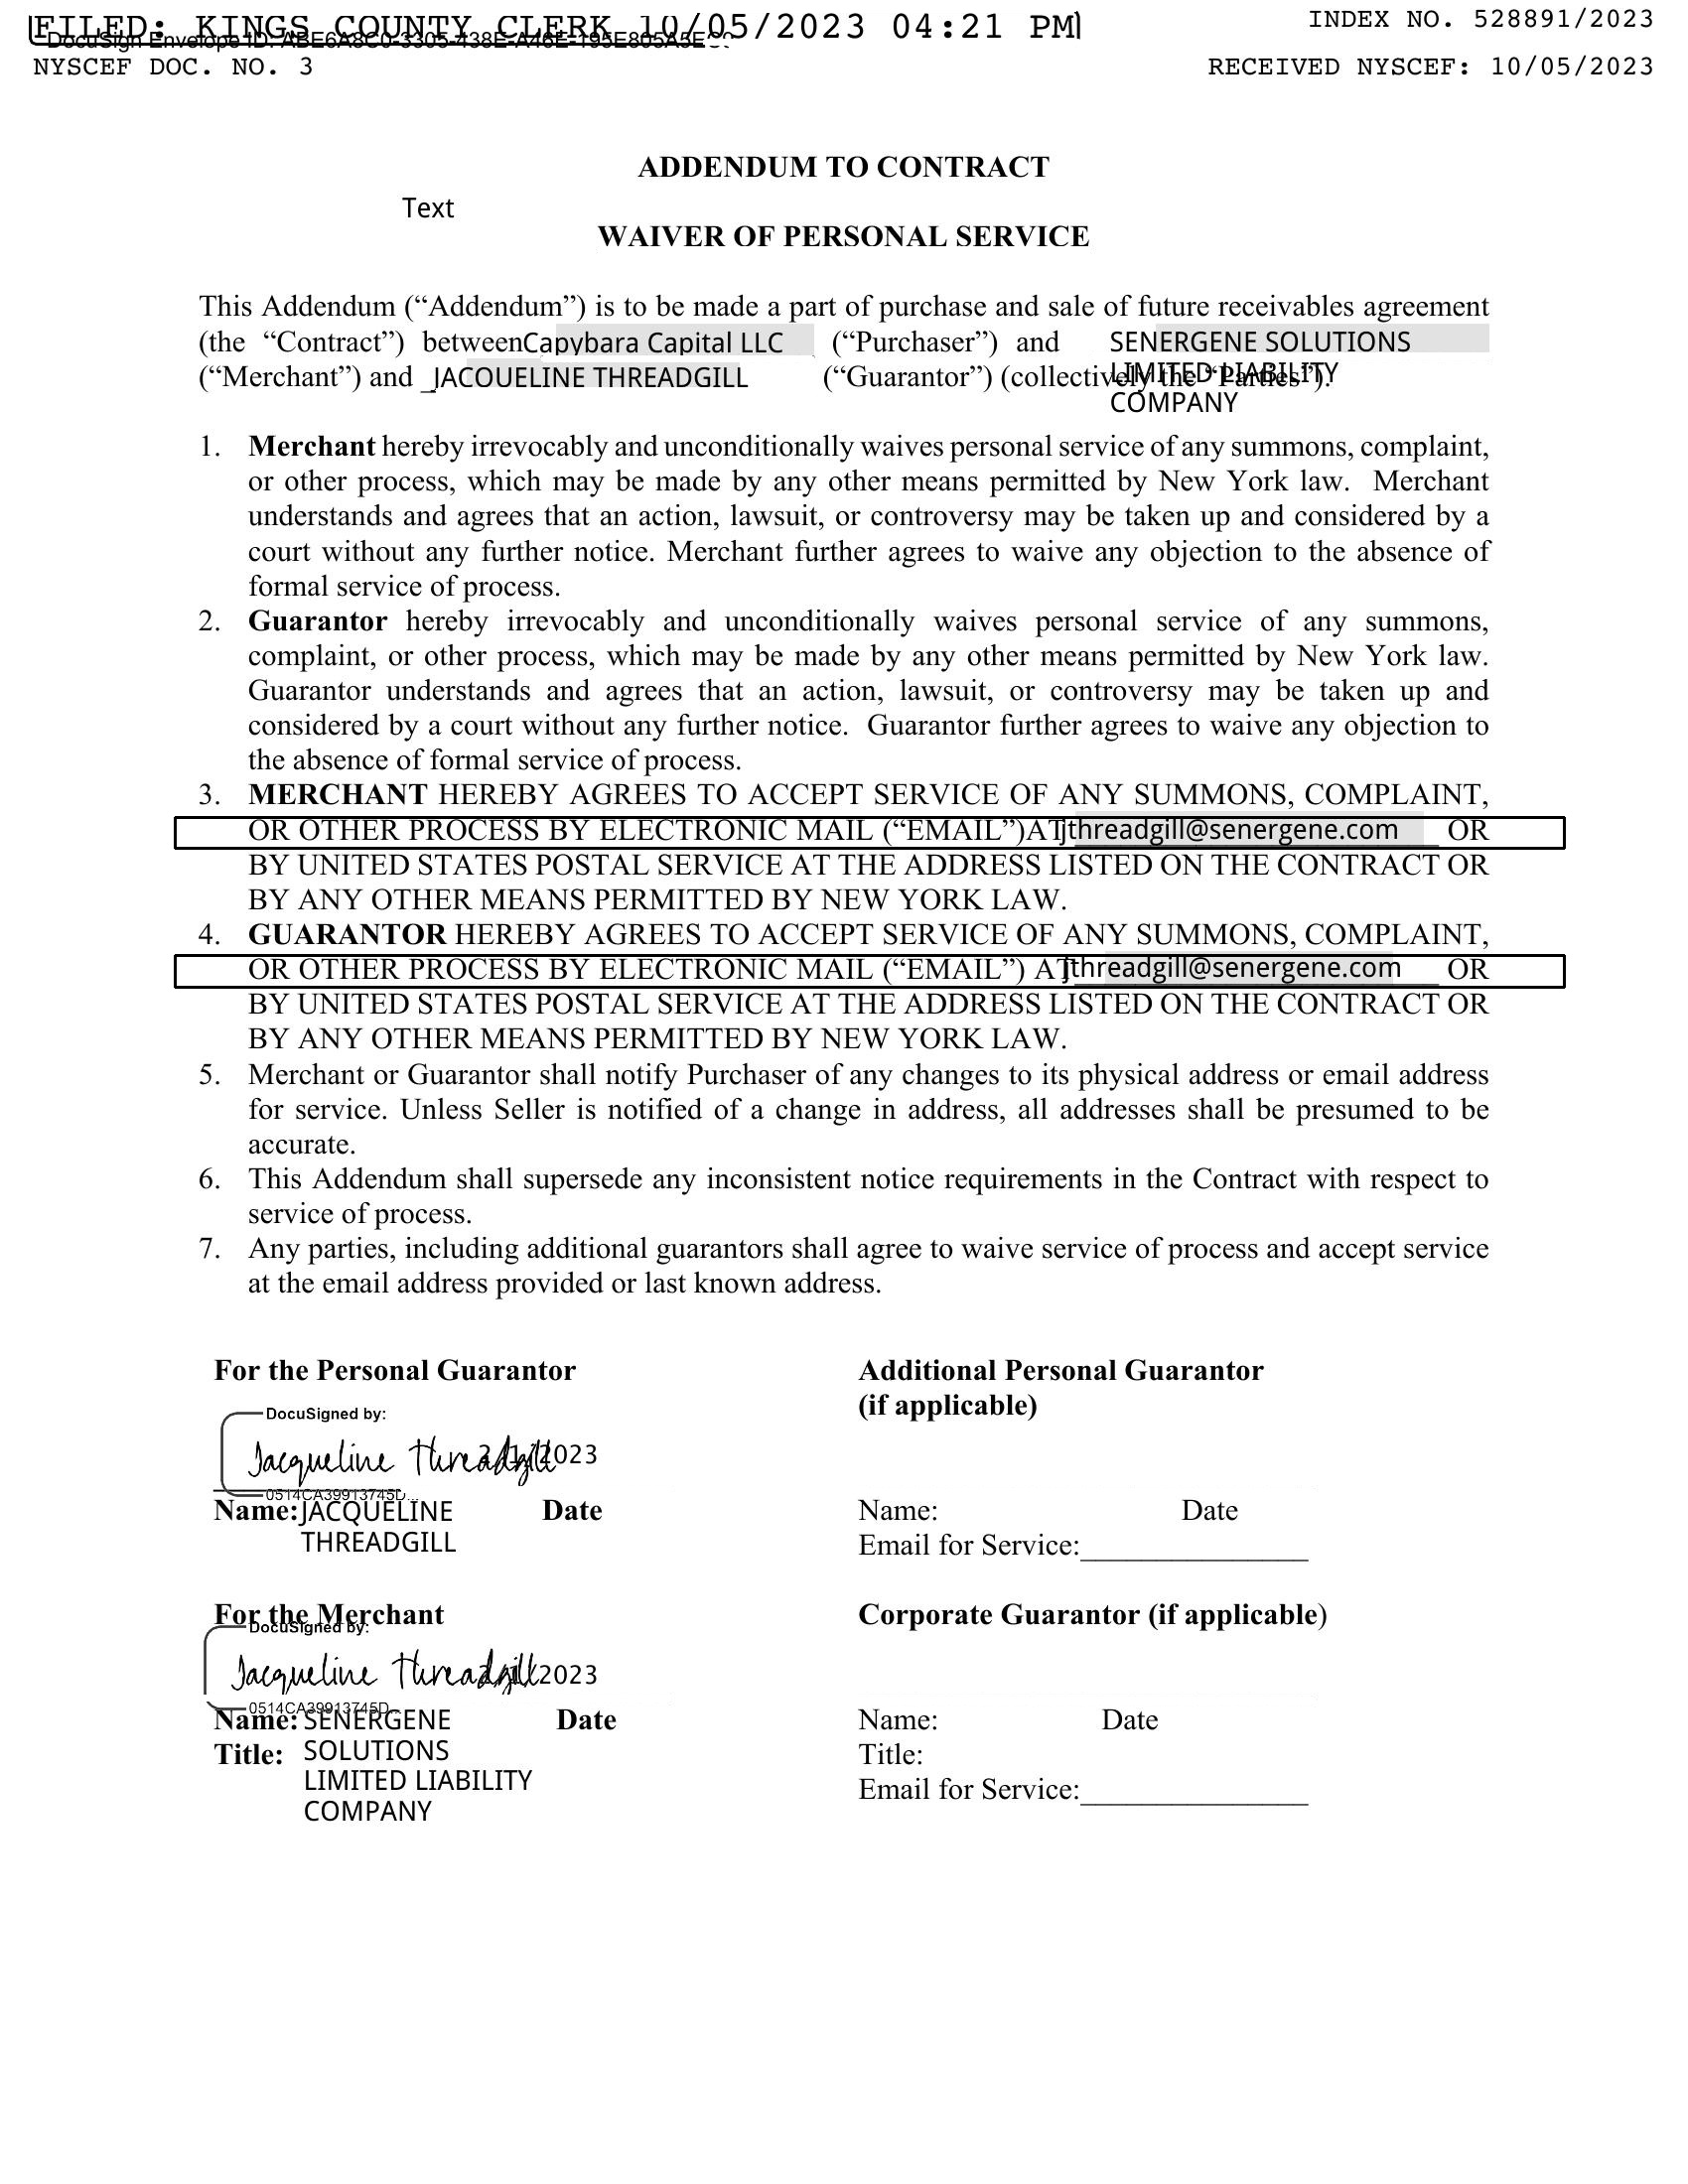 FILED: KINGS COUNTY CLERK 10/05/2023 04:21 PM
INDEX NO. 528891/2023
DocuSign Envelope ID:
NYSCEF DOC. NO. 3
RECEIVED NYSCEF: 10/05/2023
ADDENDUM TO CONTRACT
Text
WAIVER OF PERSONAL SERVICE
This Addendum (“Addendum”) is to be made a part of purchase and sale of future receivables agreement
(the “Contract”) between Capybara Capital LLC (“Purchaser”) and SENERGENE SOLUTIONS
LIMITED LIABILITY
COMPANY
(“Merchant”) and JACQUELINE THREADGILL (“Guarantor”) (collectively the “Parties”).
1. Merchant hereby irrevocably and unconditionally waives personal service of any summons, complaint,
or other process, which may be made by any other means permitted by New York law. Merchant
understands and agrees that an action, lawsuit, or controversy may be taken up and considered by a
court without any further notice. Merchant further agrees to waive any objection to the absence of
formal service of process.
2. Guarantor hereby irrevocably and unconditionally waives personal service of any summons,
complaint, or other process, which may be made by any other means permitted by New York law.
Guarantor understands and agrees that an action, lawsuit, or controversy may be taken up and
considered by a court without any further notice. Guarantor further agrees to waive any objection to
the absence of formal service of process.
3. MERCHANT HEREBY AGREES TO ACCEPT SERVICE OF ANY SUMMONS, COMPLAINT,
OR OTHER PROCESS BY ELECTRONIC MAIL (“EMAIL”)AT jthreadgill@senergene.com OR
BY UNITED STATES POSTAL SERVICE AT THE ADDRESS LISTED ON THE CONTRACT OR
BY ANY OTHER MEANS PERMITTED BY NEW YORK LAW.
4. GUARANTOR HEREBY AGREES TO ACCEPT SERVICE OF ANY SUMMONS, COMPLAINT,
OR OTHER PROCESS BY ELECTRONIC MAIL (“EMAIL”) AT jthreadgill@senergene.com OR
BY UNITED STATES POSTAL SERVICE AT THE ADDRESS LISTED ON THE CONTRACT OR
BY ANY OTHER MEANS PERMITTED BY NEW YORK LAW.
5. Merchant or Guarantor shall notify Purchaser of any changes to its physical address or email address
for service. Unless Seller is notified of a change in address, all addresses shall be presumed to be
accurate.
6. This Addendum shall supersede any inconsistent notice requirements in the Contract with respect to
service of process.
7. Any parties, including additional guarantors shall agree to waive service of process and accept service
at the email address provided or last known address.
For the Personal Guarantor
DocuSigned by:
Jacqueline Threadgill
0514CA39913745D...
Name: JACQUELINE Date
THREADGILL
Additional Personal Guarantor
(if applicable)
Name: Date
Email for Service:
For the Merchant
DocuSigned by:
Jacqueline Threadgill
0514CA39913745D...
Name: SENERGENE Date
Title: SOLUTIONS
LIMITED LIABILITY
COMPANY
Corporate Guarantor (if applicable)
Name: Date
Title:
Email for Service: